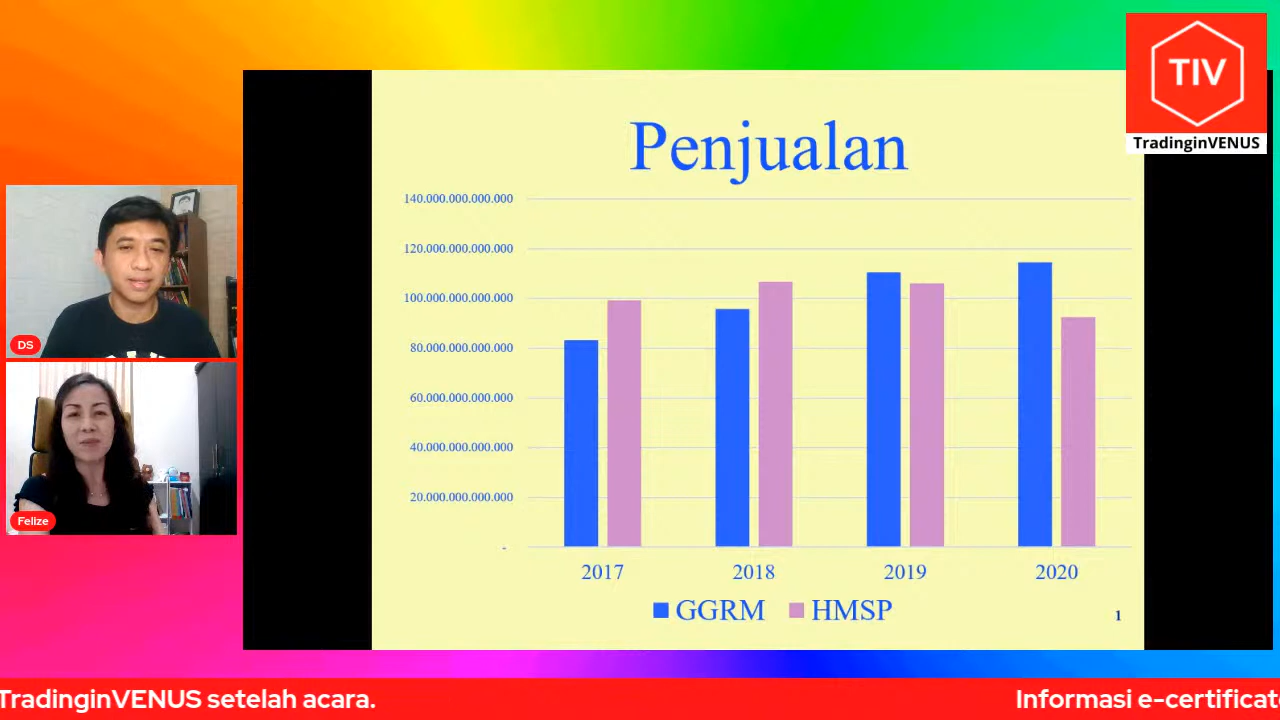 TIV
TradinginVENUS
Penjualan
140.000.000.000.000
120.000.000.000.000
100.000.000.000.000
80.000.000.000.000
60.000.000.000.000
40.000.000.000.000
20.000.000.000.000
-
2017 2018 2019 2020
GGRM HMSP
1
DS
Felize
TradinginVENUS setelah acara. Informasi e-certificate